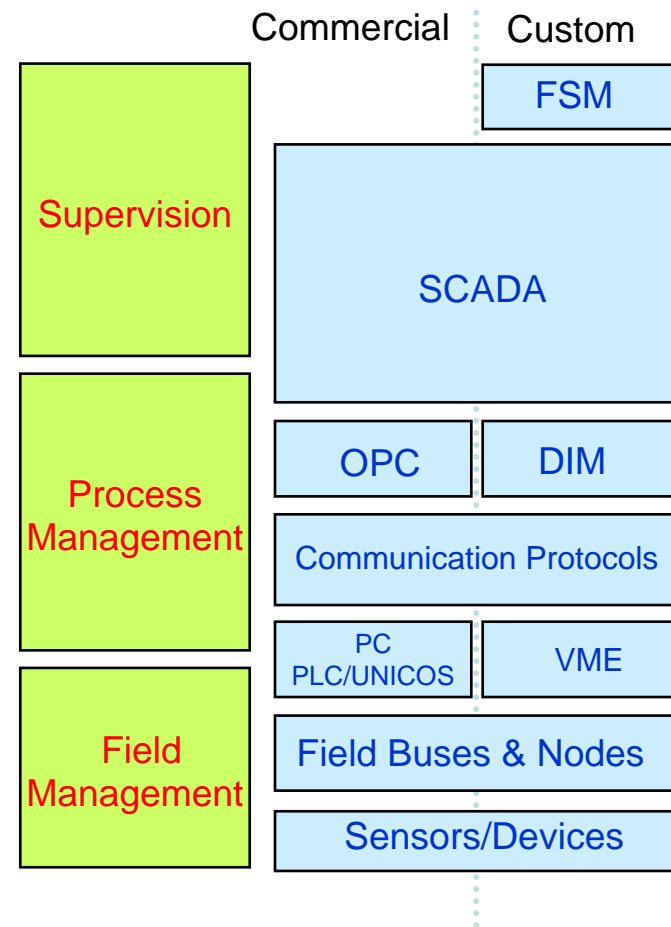 Commercial
Custom
FSM
Supervision
SCADA
OPC
DIM
Process
Management
Communication Protocols
PC
PLC/UNICOS
VME
Field
Management
Field Buses & Nodes
Sensors/Devices